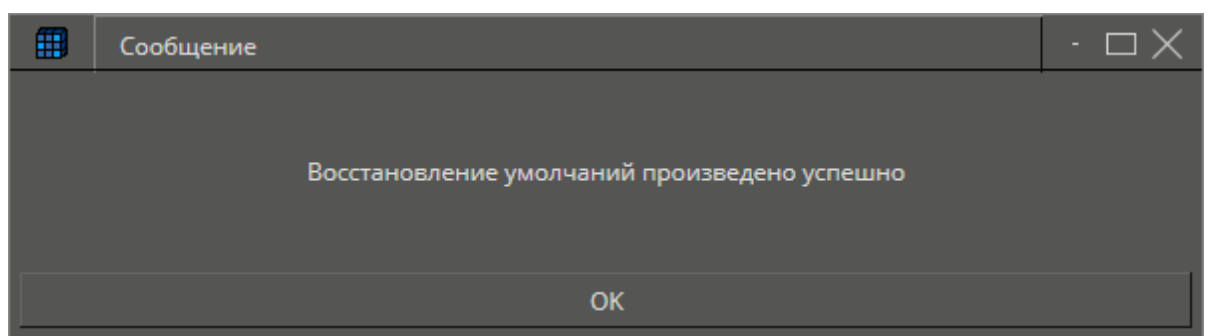 Сообщение
Восстановление умолчаний произведено успешно
OK